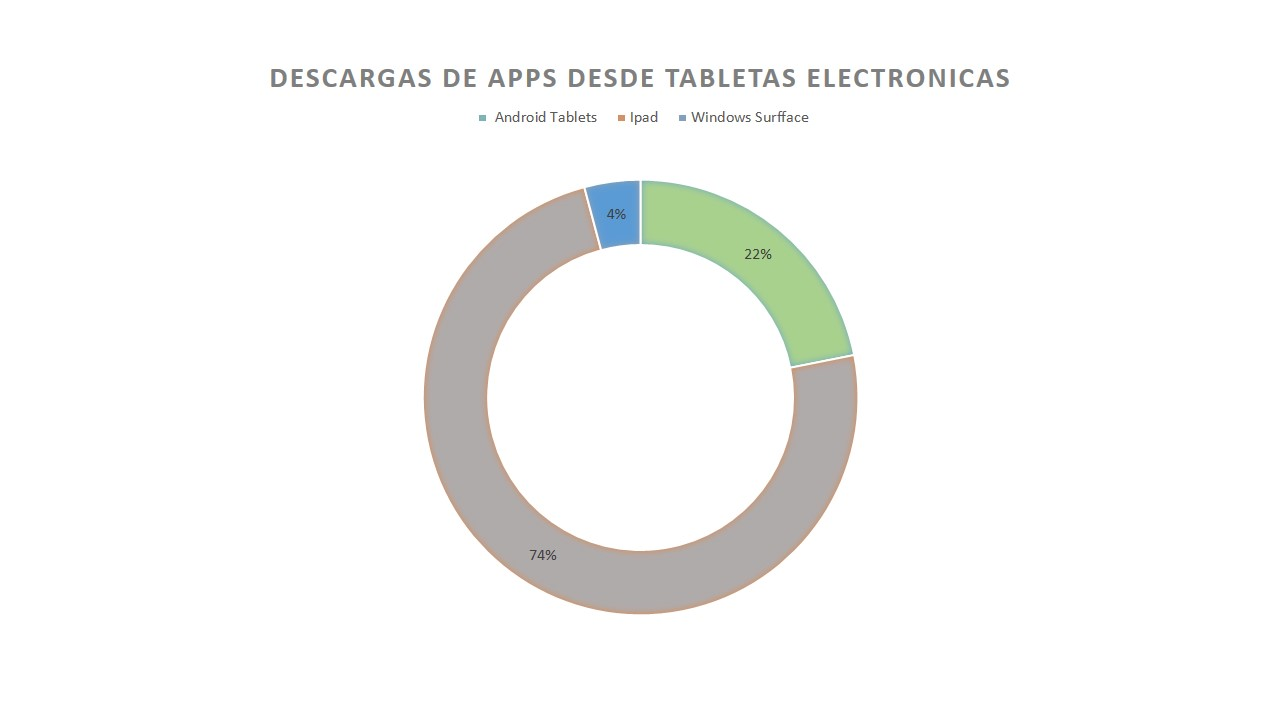 DESCARGAS DE APPS DESDE TABLETAS ELECTRONICAS
Android Tablets Ipad Windows Surfface
4%
22%
74%